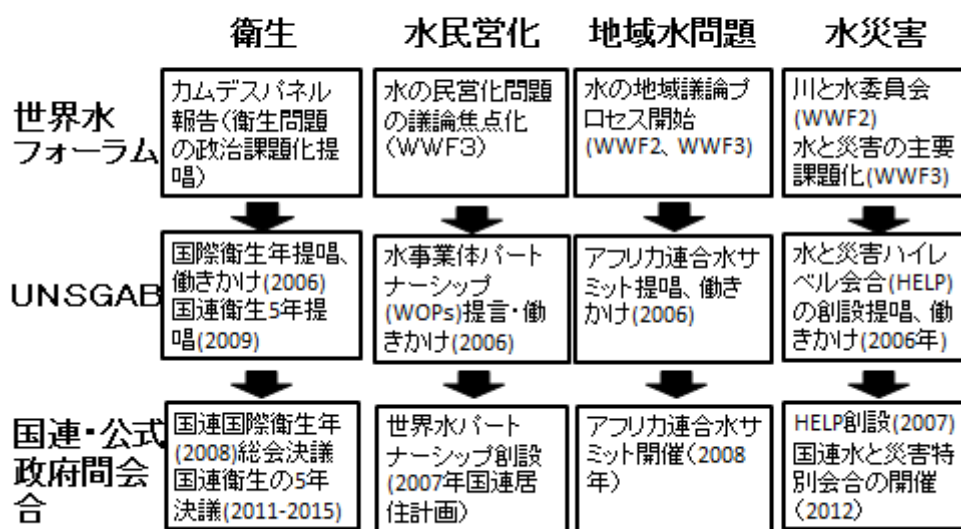 衛生
水民営化
地域水問題
水災害
世界水
フォーラム
カムデスパネル
報告(衛生問題
の政治課題化提
唱)
水の民営化問題
の議論焦点化
(WWF3)
水の地域議論プ
ロセス開始
(WWF2、WWF3)
川と水委員会
(WWF2)
水と災害の主要
課題化(WWF3)
UNSGAB
国際衛生年提唱、
働きかけ(2006)
国連衛生5年提
唱(2009)
水事業体パート
ナーシップ
(WOPs)提言・働
きかけ(2006)
アフリカ連合水サ
ミット提唱、働き
かけ(2006)
水と災害ハイレ
ベル会合(HELP)
の創設提唱、働
きかけ(2006年)
国連・公式
政府間会
合
国連国際衛生年
(2008)総会決議
国連衛生の5年
決議(2011-2015)
世界水パート
ナーシップ創設
(2007年国連居
住計画)
アフリカ連合水サ
ミット開催(2008
年)
HELP創設(2007)
国連水と災害特
別会合の開催
(2012)